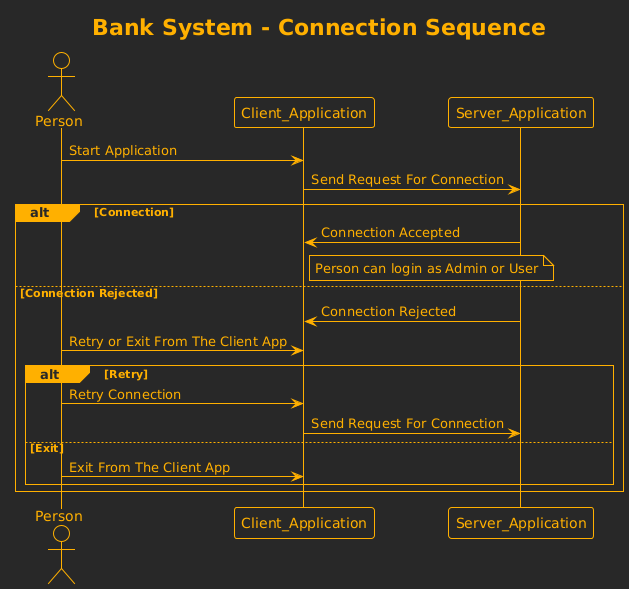 Bank System - Connection Sequence
Person
Client_Application
Server_Application
Start Application
Send Request For Connection
alt
[Connection]
Connection Accepted
Person can login as Admin or User
[Connection Rejected]
Connection Rejected
Retry or Exit From The Client App
alt
[Retry]
Retry Connection
Send Request For Connection
[Exit]
Exit From The Client App
Person
Client_Application
Server_Application